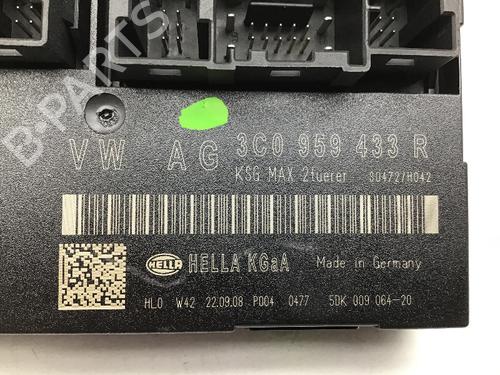 B-PARTS
VW AG 3C0 959 433 R
KSG MAX 2fuerer S0472/H042
HELLA HELLA KGaA Made in Germany
HL0 W42 22.09.08 P004 0477 5DK 009 064-20